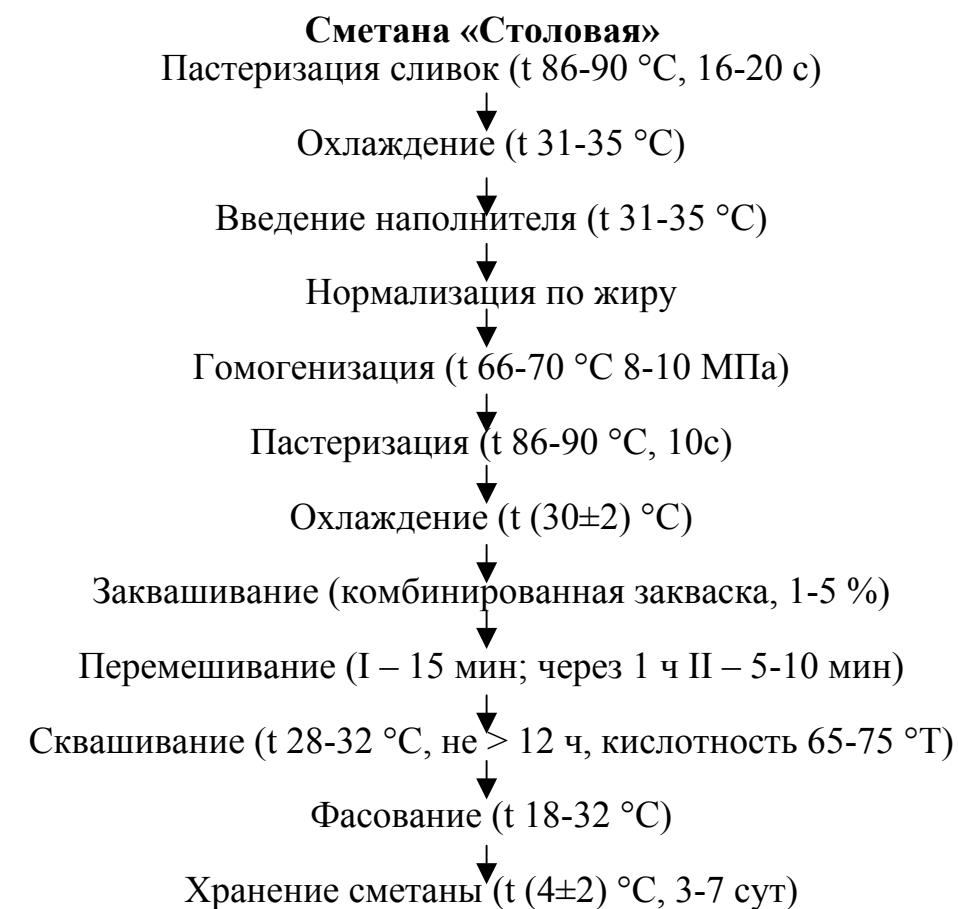 Сметана «Столовая»
Пастеризация сливок (t 86-90 °С, 16-20 с)
Охлаждение (t 31-35 °С)
Введение наполнителя (t 31-35 °С)
Нормализация по жиру
Гомогенизация (t 66-70 °С 8-10 МПа)
Пастеризация (t 86-90 °С, 10с)
Охлаждение (t (30±2) °С)
Заквашивание (комбинированная закваска, 1-5 %)
Перемешивание (I – 15 мин; через 1 ч II – 5-10 мин)
Сквашивание (t 28-32 °С, не > 12 ч, кислотность 65-75 °Т)
Фасование (t 18-32 °С)
Хранение сметаны (t (4±2) °С, 3-7 сут)